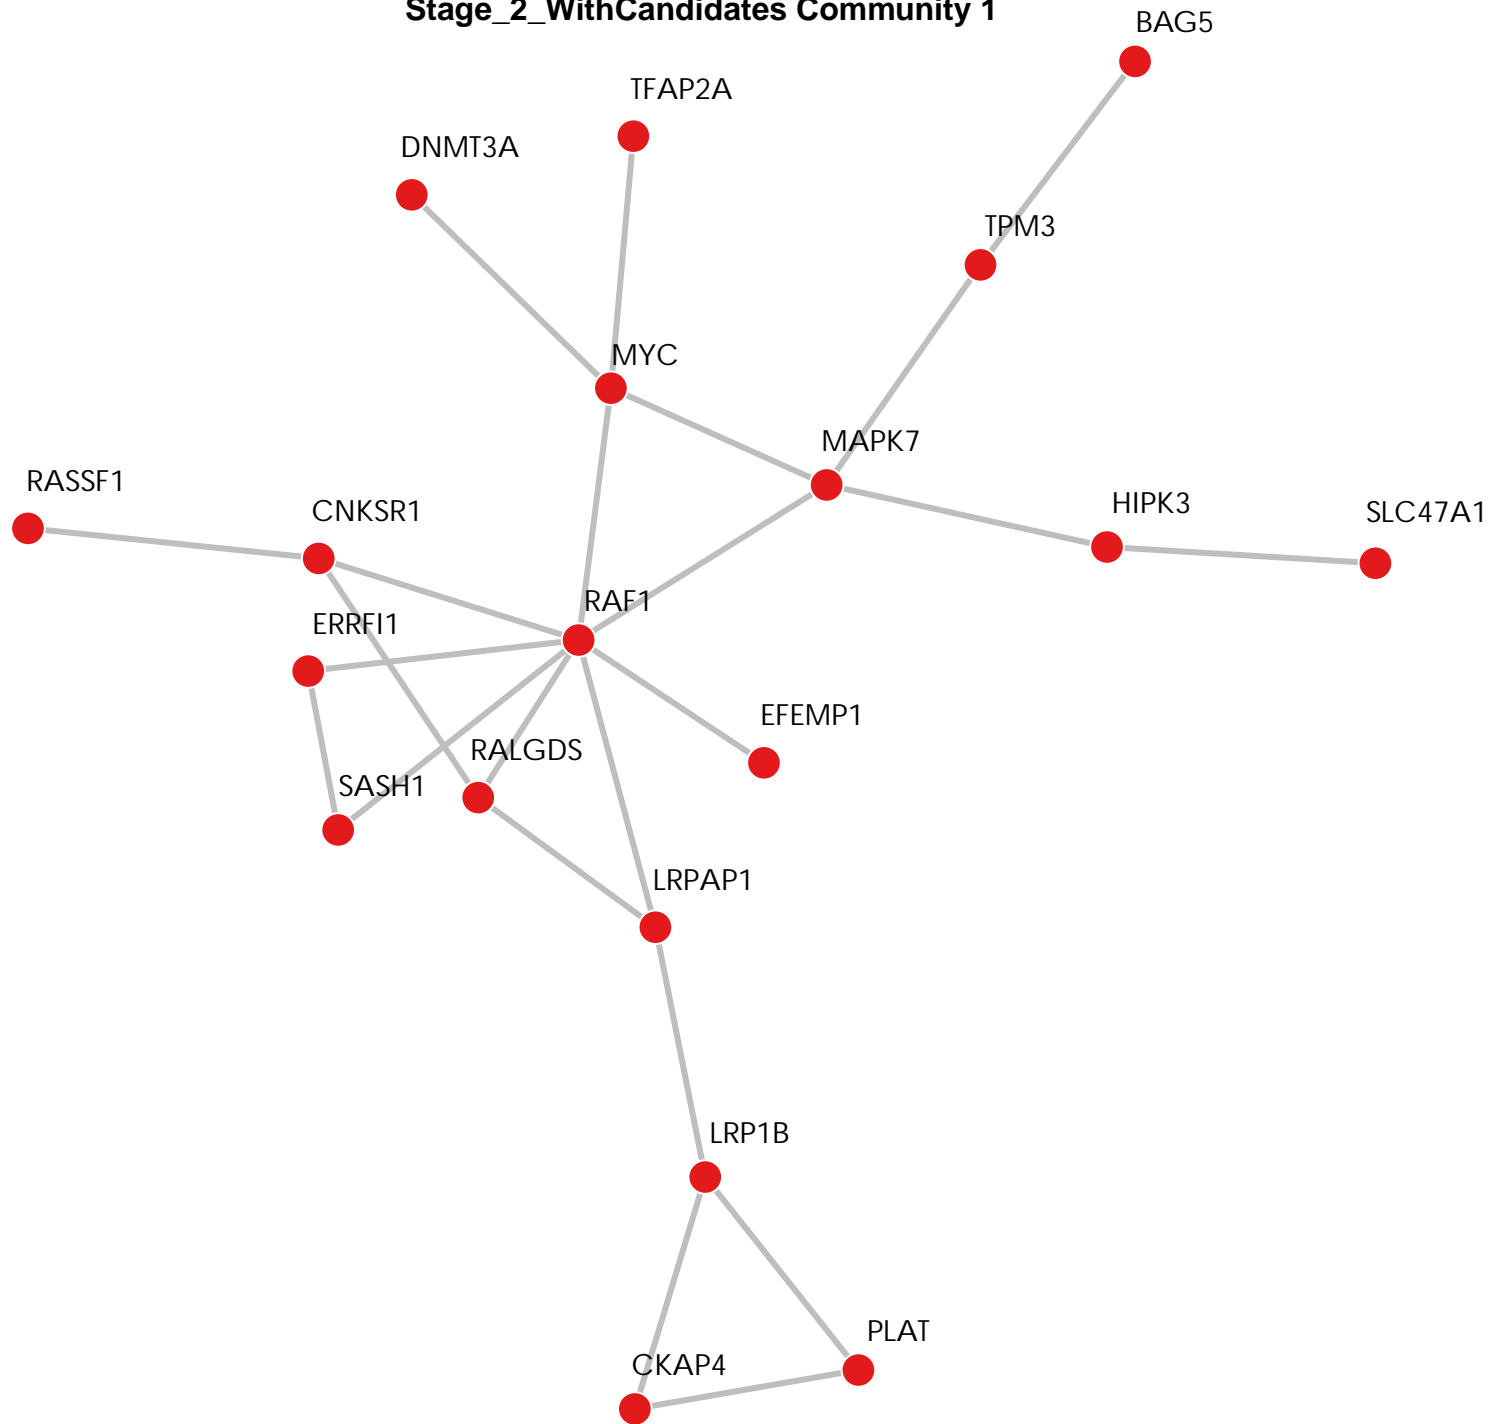 Stage_2_WithCandidates Community 1
BAG5
TFAP2A
DNMT3A
TPM3
MYC
MAPK7
RASSF1
CNKSR1
HIPK3
SLC47A1
RAF1
ERRFI1
EFEMP1
RALGDS
SASH1
LRPAP1
LRP1B
PLAT
CKAP4